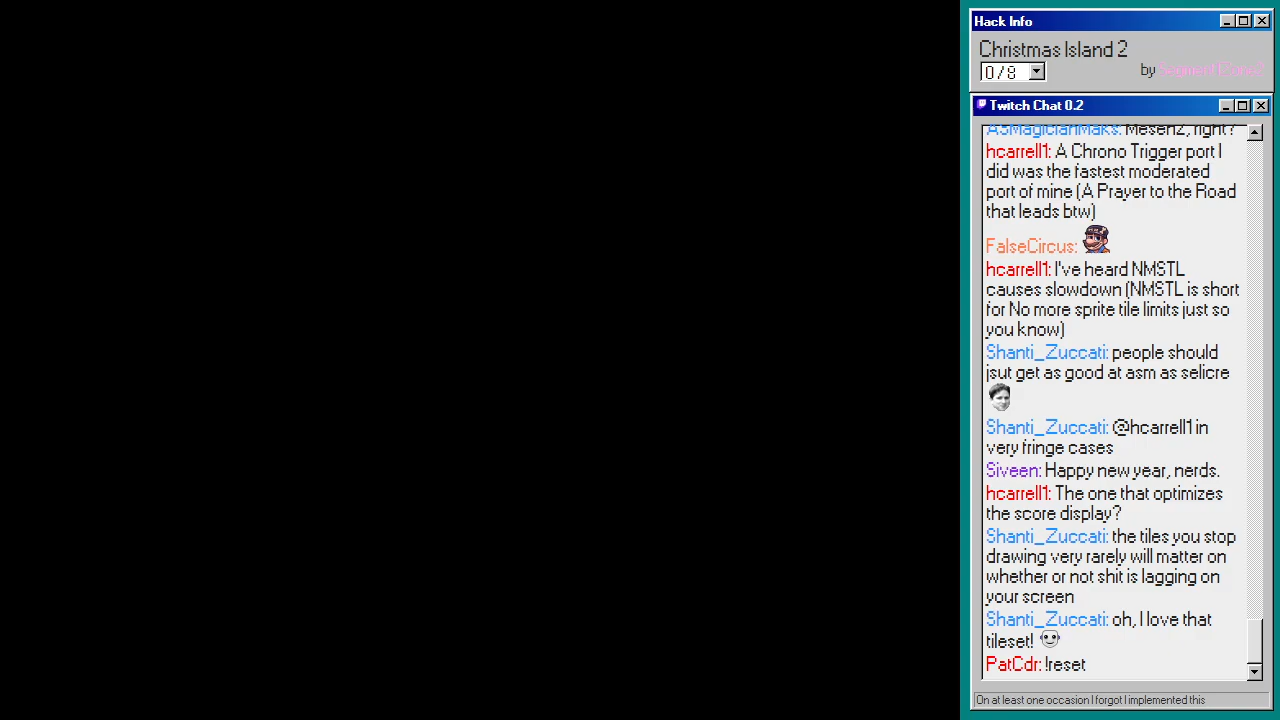 Hack Info
Christmas Island 2
0/8
by
Twitch Chat 0.2
ASMagicianMaks: Mesen2, right?
hcarrell1: A Chrono Trigger port I
did was the fastest moderated
port of mine (A Prayer to the Road
that leads btw)
FalseCircus:
hcarrell1: I've heard NMSTL
causes slowdown (NMSTL is short
for No more sprite tile limits just so
you know)
Shanti_Zuccati: people should
jsut get as good at asm as selicre
Shanti_Zuccati: @hcarrell1 in
very fringe cases
Siveen: Happy new year, nerds.
hcarrell1: The one that optimizes
the score display?
Shanti_Zuccati: the tiles you stop
drawing very rarely will matter on
whether or not shit is lagging on
your screen
Shanti_Zuccati: oh, I love that
tileset!
PatCdr: !reset
On at least one occasion I forgot I implemented this